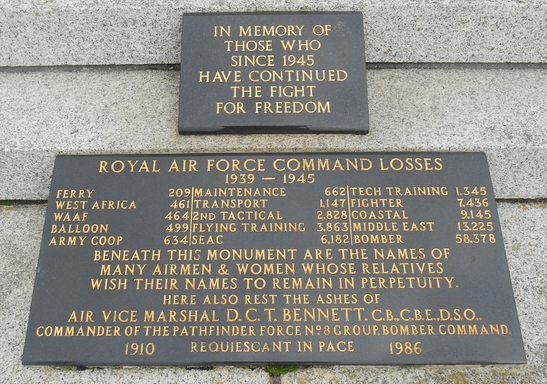 IN MEMORY OF
THOSE WHO
SINCE 1945
HAVE CONTINUED
THE FIGHT
FOR FREEDOM
ROYAL AIR FORCE COMMAND LOSSES
1939 — 1945
FERRY 209 MAINTENANCE 662 TECH TRAINING 1.345
WEST AFRICA 461 TRANSPORT 1.147 FIGHTER 7.436
WAAF 464 2ND TACTICAL 2.828 COASTAL 9.145
BALLOON 499 FLYING TRAINING 3.863 MIDDLE EAST 13.225
ARMY COOP 634 SEAC 6.182 BOMBER 58.378
BENEATH THIS MONUMENT ARE THE NAMES OF
MANY AIRMEN & WOMEN WHOSE RELATIVES
WISH THEIR NAMES TO REMAIN IN PERPETUITY.
HERE ALSO REST THE ASHES OF
AIR VICE MARSHAL D.C.T. BENNETT. C.B.,C.B.E.,D.S.O..
COMMANDER OF THE PATHFINDER FORCE Nº8 GROUP, BOMBER COMMAND.
1910 REQUIESCANT IN PACE 1986